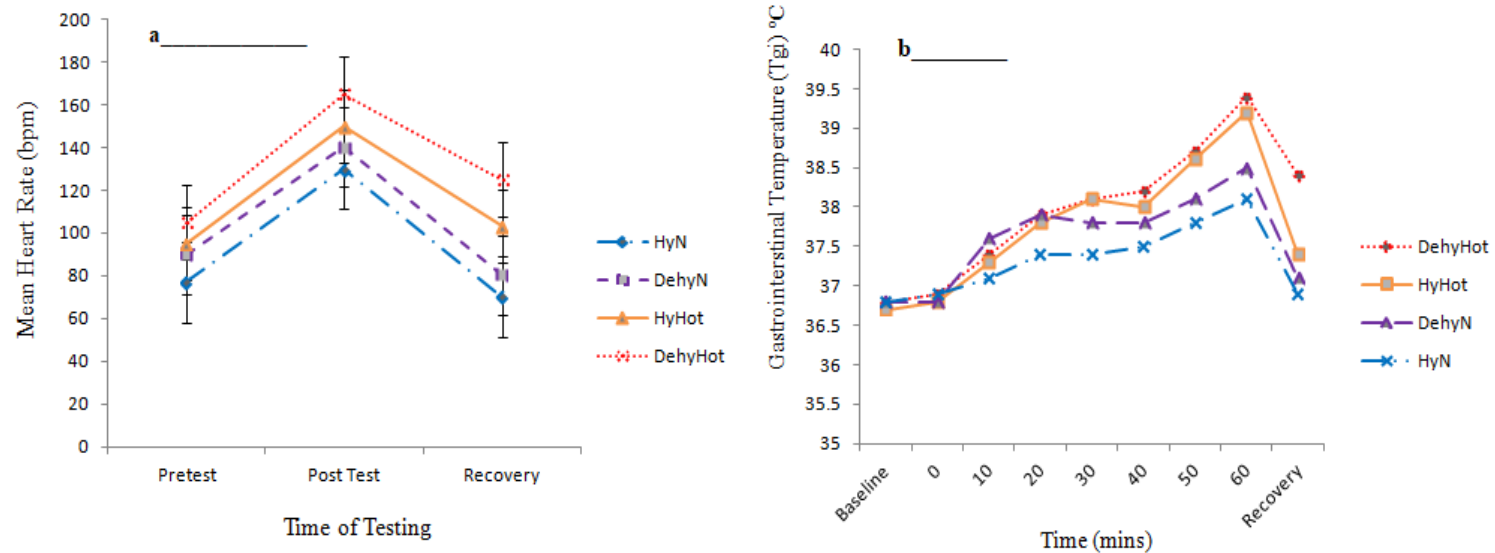 a____________
Mean Heart Rate (bpm)
200
180
160
140
120
100
80
60
40
20
0
Pretest Post Test Recovery
Time of Testing
HyN
DehyN
HyHot
DehyHot
b________
Gastrointerstinal Temperature (Tgi) ºC
40
39.5
39
38.5
38
37.5
37
36.5
36
35.5
35
Baseline 0 10 20 30 40 50 60 Recovery
Time (mins)
DehyHot
HyHot
DehyN
HyN